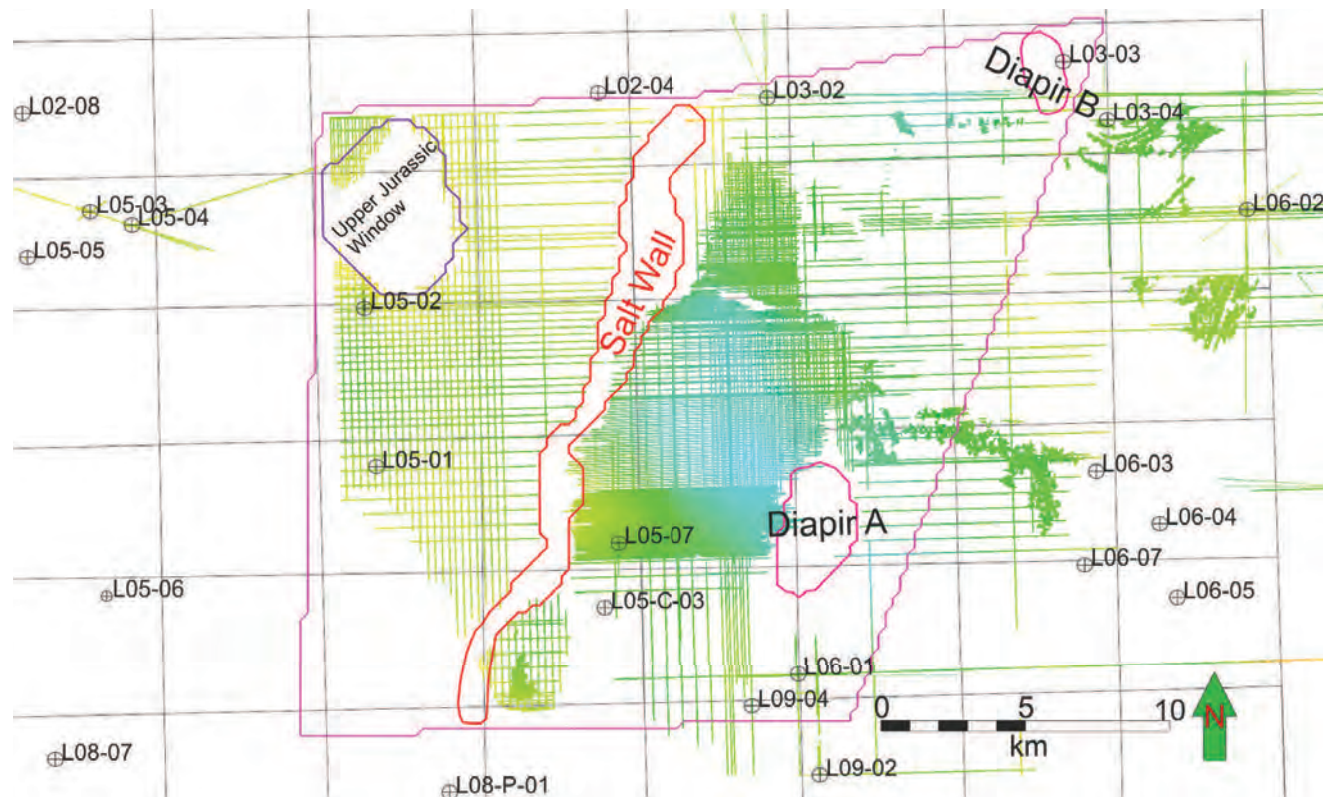 L03-03
Diapir B
L02-04
L03-02
L02-08
L03-04
Upper Jurassic
Window
L05-03
L05-04
L06-02
L05-05
L05-02
Salt Wall
L05-01
L06-03
Diapir A
L06-04
L05-07
L06-07
L05-06
L05-C-03
L06-05
L06-01
L09-04
0 5 10
km
N
L08-07
L09-02
L08-P-01